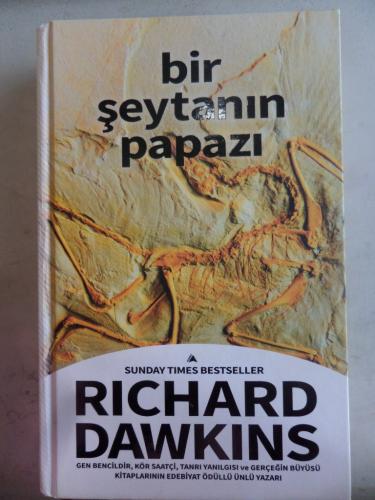 bir
şeytanın
papazı
SUNDAY TIMES BESTSELLER
RICHARD
DAWKINS
GEN BENCİLDİR, KÖR SAATÇİ, TANRI YANILGISI ve GERÇEĞİN BÜYÜSÜ
KİTAPLARININ EDEBİYAT ÖDÜLLÜ ÜNLÜ YAZARI